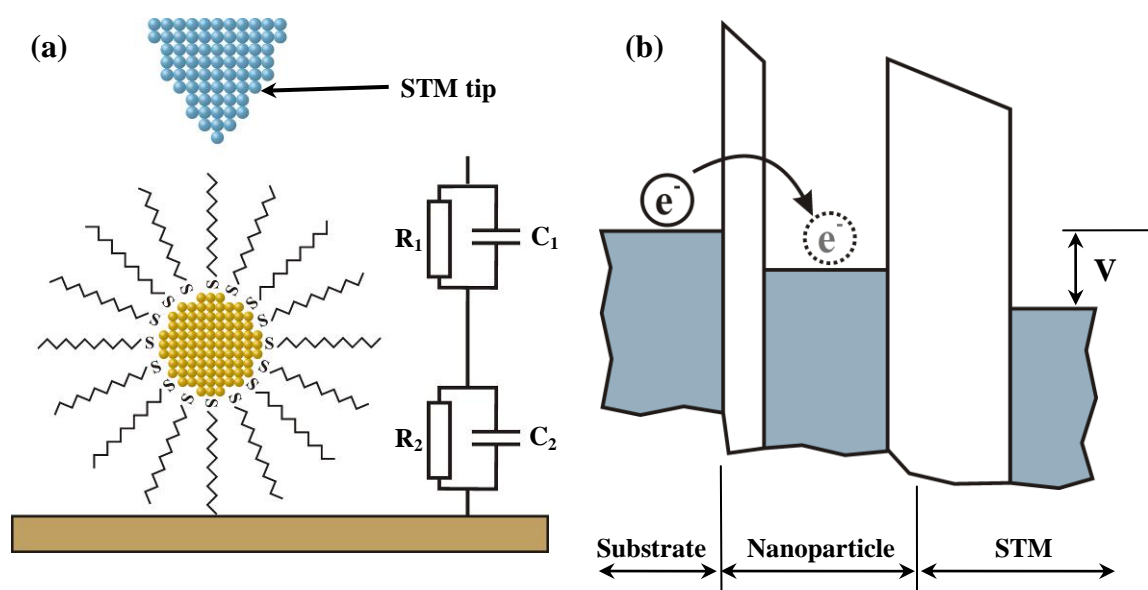 (a)
STM tip
S S S S S S S S S S S S S S S S
R1
C1
R2
C2
(b)
e-
e-
V
Substrate
Nanoparticle
STM